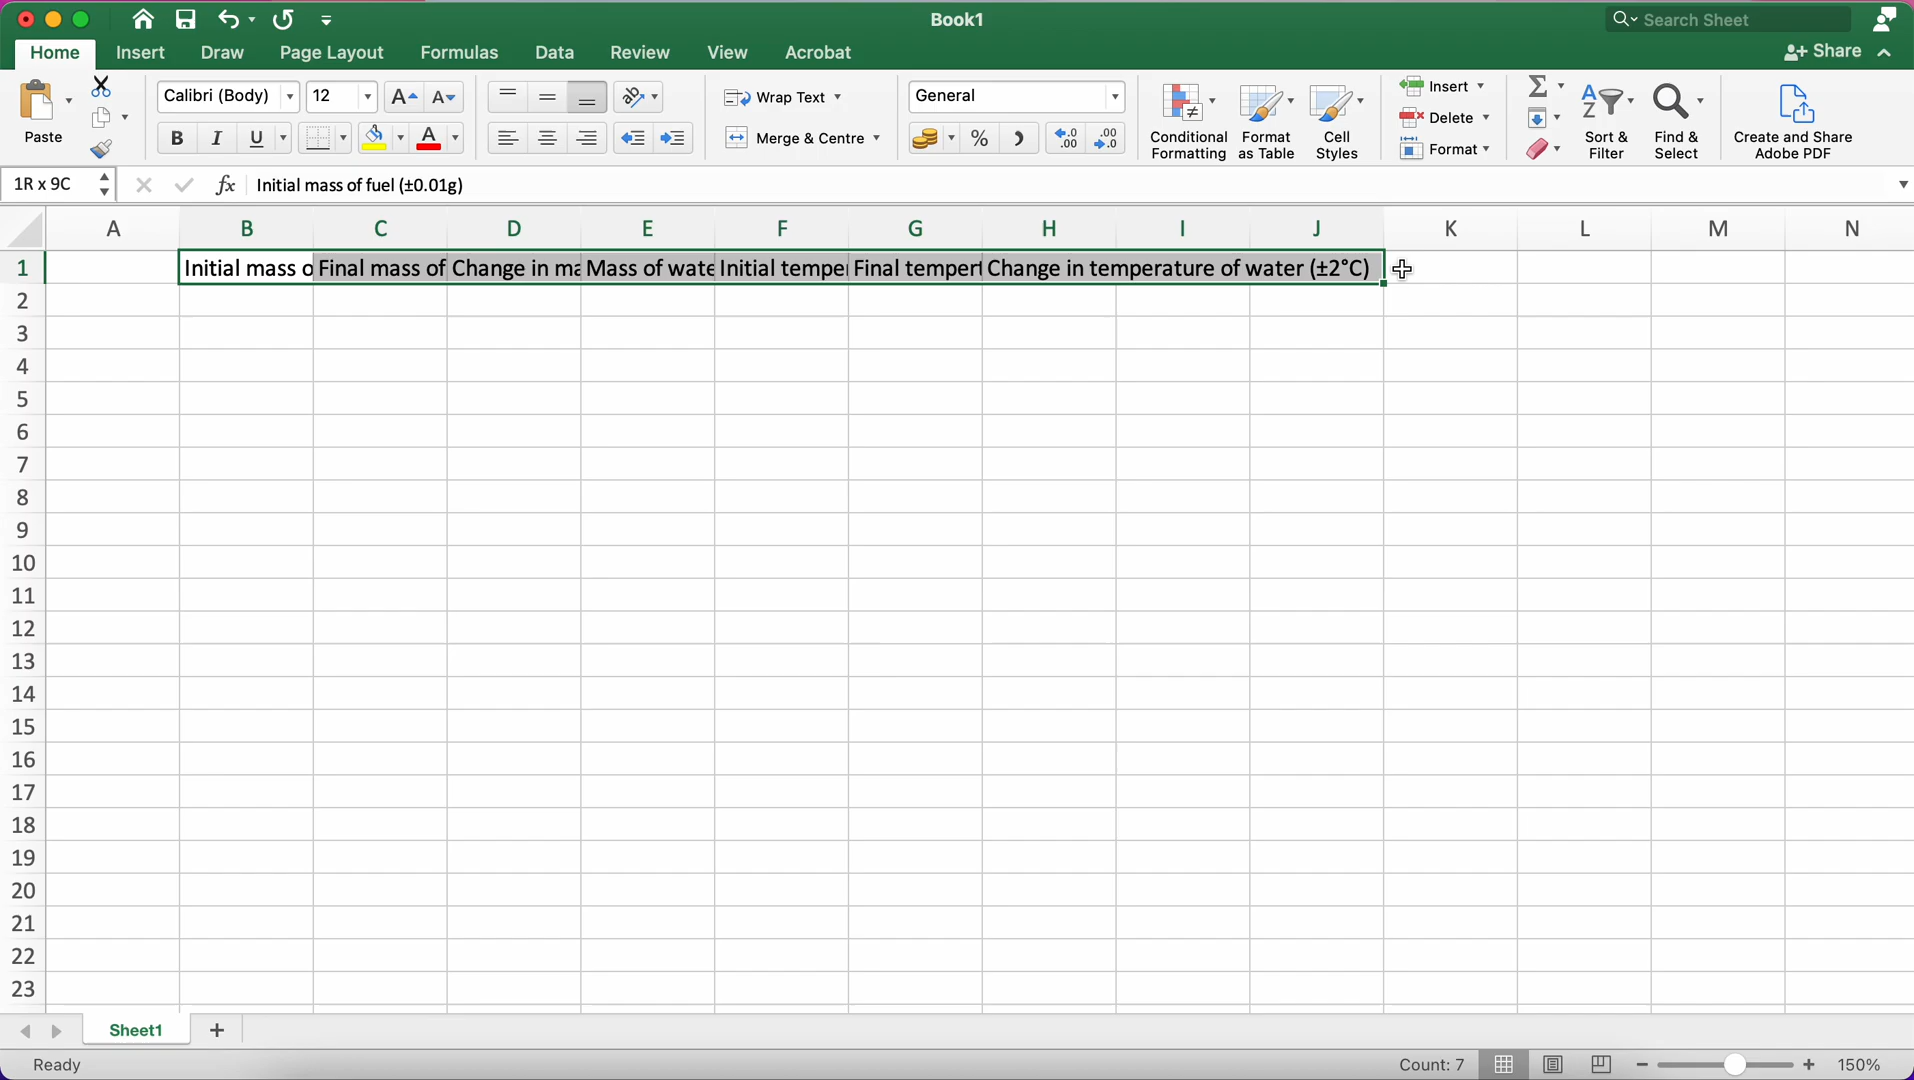 Book1
Search Sheet
Home Insert Draw Page Layout Formulas Data Review View Acrobat
Share
Paste
Calibri (Body) 12
B I U A
Wrap Text
Merge & Centre
General
Conditional Formatting
Format as Table
Cell Styles
Insert
Delete
Format
Sort & Filter
Find & Select
Create and Share Adobe PDF
1R x 9C fx Initial mass of fuel (±0.01g)
A B C D E F G H I J K L M N
1 Initial mass o Final mass of Change in ma Mass of wate Initial tempe Final tempert Change in temperature of water (±2°C)
2
3
4
5
6
7
8
9
10
11
12
13
14
15
16
17
18
19
20
21
22
23
Sheet1 +
Ready Count: 7 150%